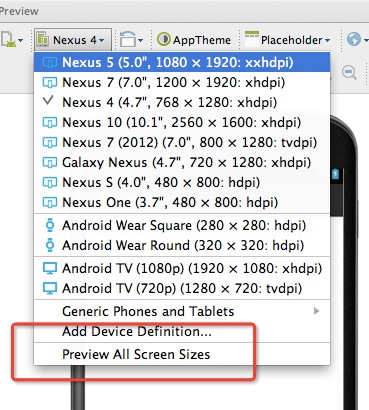 Preview
Nexus 4
AppTheme
Placeholder
Nexus 5 (5.0", 1080 × 1920: xxhdpi)
Nexus 7 (7.0", 1200 × 1920: xhdpi)
Nexus 4 (4.7", 768 × 1280: xhdpi)
Nexus 10 (10.1", 2560 × 1600: xhdpi)
Nexus 7 (2012) (7.0", 800 × 1280: tvdpi)
Galaxy Nexus (4.7", 720 × 1280: xhdpi)
Nexus S (4.0", 480 × 800: hdpi)
Nexus One (3.7", 480 × 800: hdpi)
Android Wear Square (280 × 280: hdpi)
Android Wear Round (320 × 320: hdpi)
Android TV (1080p) (1920 × 1080: xhdpi)
Android TV (720p) (1280 × 720: tvdpi)
Generic Phones and Tablets
Add Device Definition...
Preview All Screen Sizes